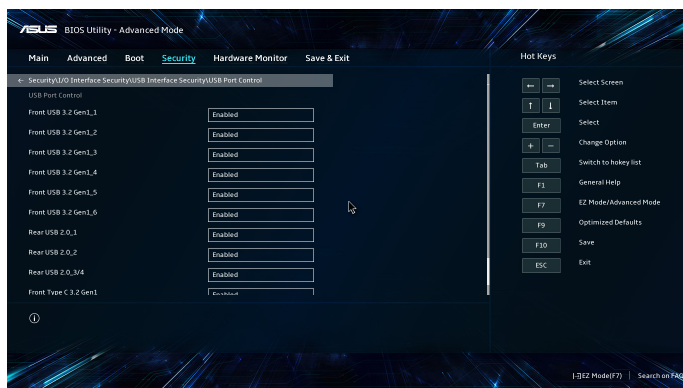 ASUS BIOS Utility - Advanced Mode
Main Advanced Boot Security Hardware Monitor Save & Exit
Hot Keys
← Security\I/O Interface Security\USB Interface Security\USB Port Control
USB Port Control
Front USB 3.2 Gen1_1 Enabled
Front USB 3.2 Gen1_2 Enabled
Front USB 3.2 Gen1_3 Enabled
Front USB 3.2 Gen1_4 Enabled
Front USB 3.2 Gen1_5 Enabled
Front USB 3.2 Gen1_6 Enabled
Rear USB 2.0_1 Enabled
Rear USB 2.0_2 Enabled
Rear USB 2.0_3/4 Enabled
Front Type C 3.2 Gen1 Enabled
← → Select Screen
↑ ↓ Select Item
Enter Select
+ − Change Option
Tab Switch to hokey list
F1 General Help
F7 EZ Mode/Advanced Mode
F9 Optimized Defaults
F10 Save
ESC Exit
EZ Mode(F7) Search on FAQ